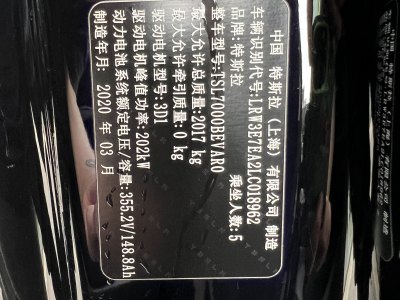 中国 特斯拉（上海）有限公司 制造
车辆识别代号:LRW3E7EA2LC018962
品牌:特斯拉
整车型号:TSL7000BEVAR0 乘坐人数:5
最大允许总质量:2017 kg
最大允许牵引质量:0 kg
驱动电机型号:3D1
驱动电机峰值功率:202kW
动力电池系统额定电压/容量:355.2V/148.8Ah
制造年月: 2020 年 03 月